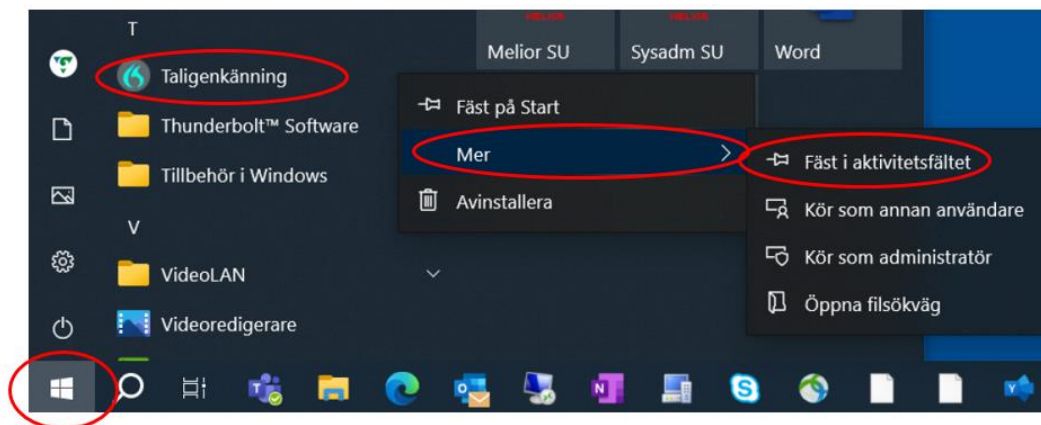 T
Melior SU
Sysadm SU
Word
Taligenkänning
Fäst på Start
Thunderbolt™ Software
Mer
Fäst i aktivitetsfältet
Tillbehör i Windows
Avinstallera
Kör som annan användare
V
Kör som administratör
VideoLAN
Öppna filsökväg
Videoredigerare